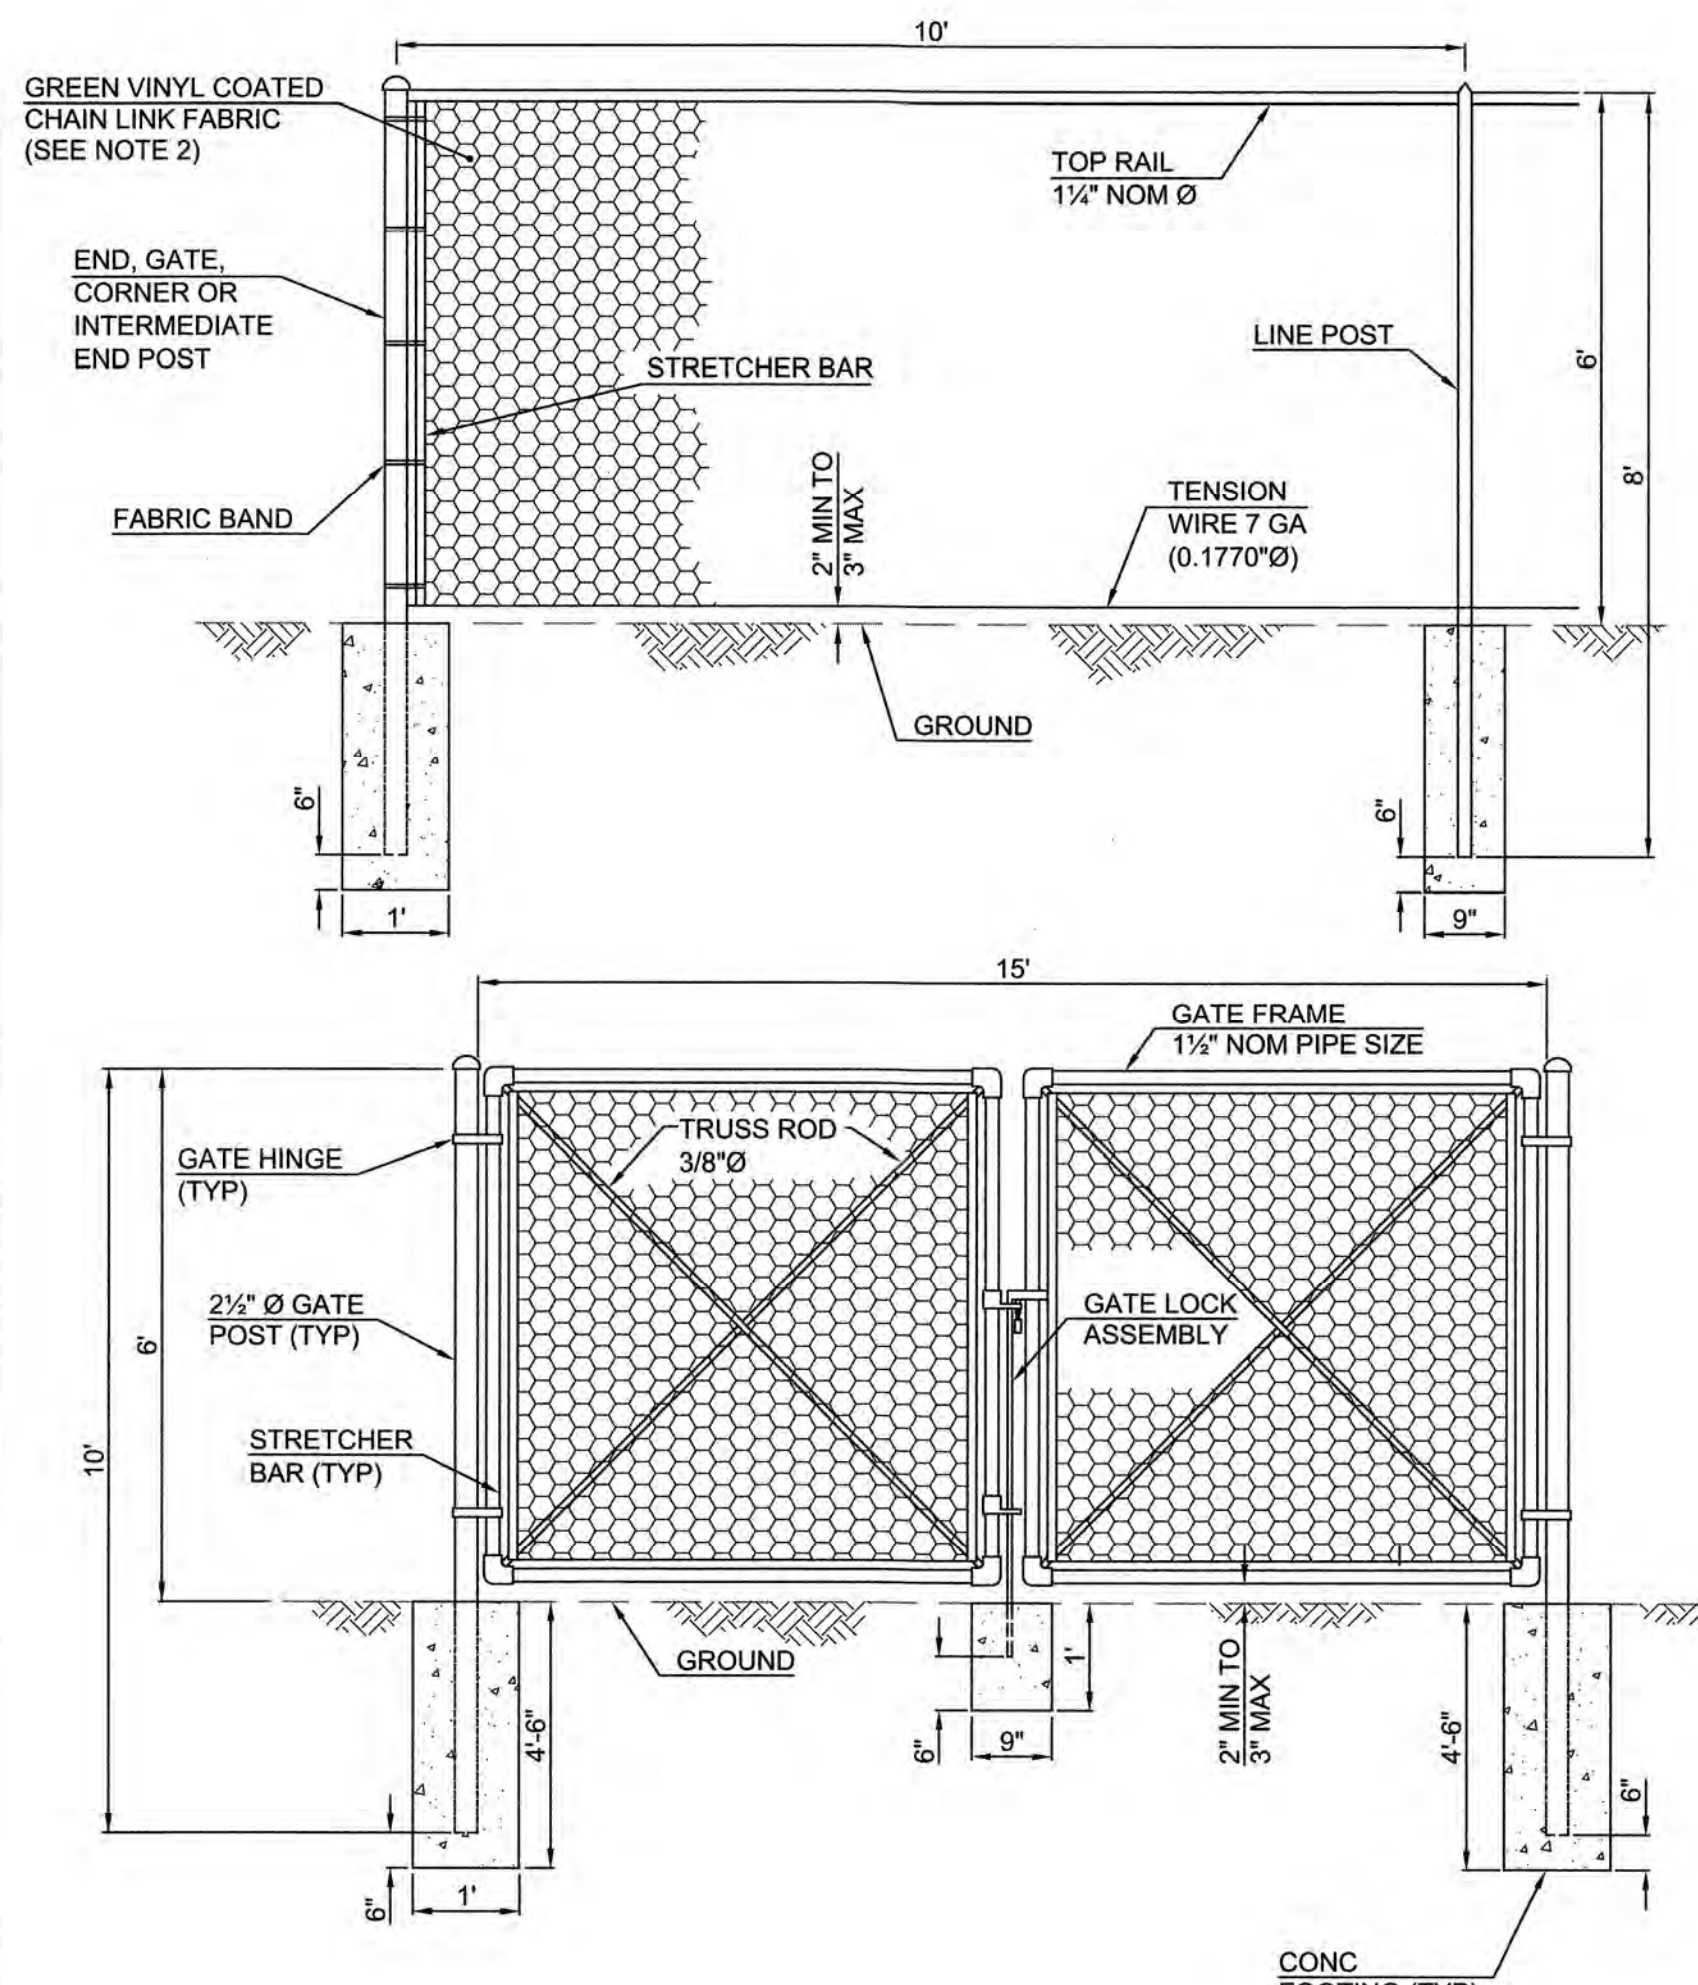 10'
GREEN VINYL COATED
CHAIN LINK FABRIC
(SEE NOTE 2)
TOP RAIL
1¼" NOM Ø
END, GATE,
CORNER OR
INTERMEDIATE
END POST
LINE POST
6'
STRETCHER BAR
8'
2" MIN TO
3" MAX
TENSION
WIRE 7 GA
(0.1770"Ø)
FABRIC BAND
GROUND
6"
6"
1'
9"
15'
GATE FRAME
1½" NOM PIPE SIZE
TRUSS ROD
3/8"Ø
GATE HINGE
(TYP)
2½" Ø GATE
POST (TYP)
GATE LOCK
ASSEMBLY
6'
STRETCHER
BAR (TYP)
10'
GROUND
1'
2" MIN TO
3" MAX
4'-6"
6"
9"
4'-6"
6"
6"
1'
CONC
FOOTING (TYP)